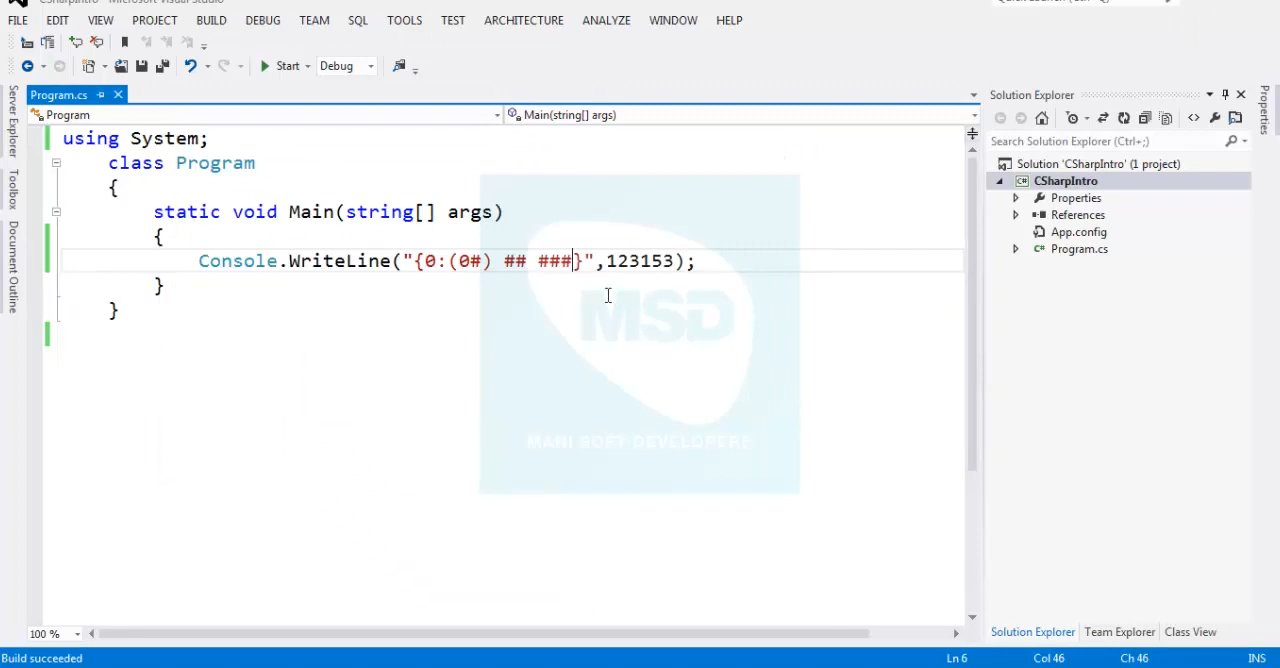 CSharpIntro - Microsoft Visual Studio
Quick Launch (Ctrl+Q)
FILE EDIT VIEW PROJECT BUILD DEBUG TEAM SQL TOOLS TEST ARCHITECTURE ANALYZE WINDOW HELP
Start Debug
Server Explorer
Toolbox
Document Outline
Program.cs
Program
Main(string[] args)
using System;
class Program
{
static void Main(string[] args)
{
Console.WriteLine("{0:(0#) ## ###}",123153);
}
}
MSD
MANI SOFT DEVELOPERS
100 %
Solution Explorer
Search Solution Explorer (Ctrl+;)
Solution 'CSharpIntro' (1 project)
CSharpIntro
Properties
References
App.config
Program.cs
Properties
Solution Explorer Team Explorer Class View
Build succeeded
Ln 6 Col 46 Ch 46 INS